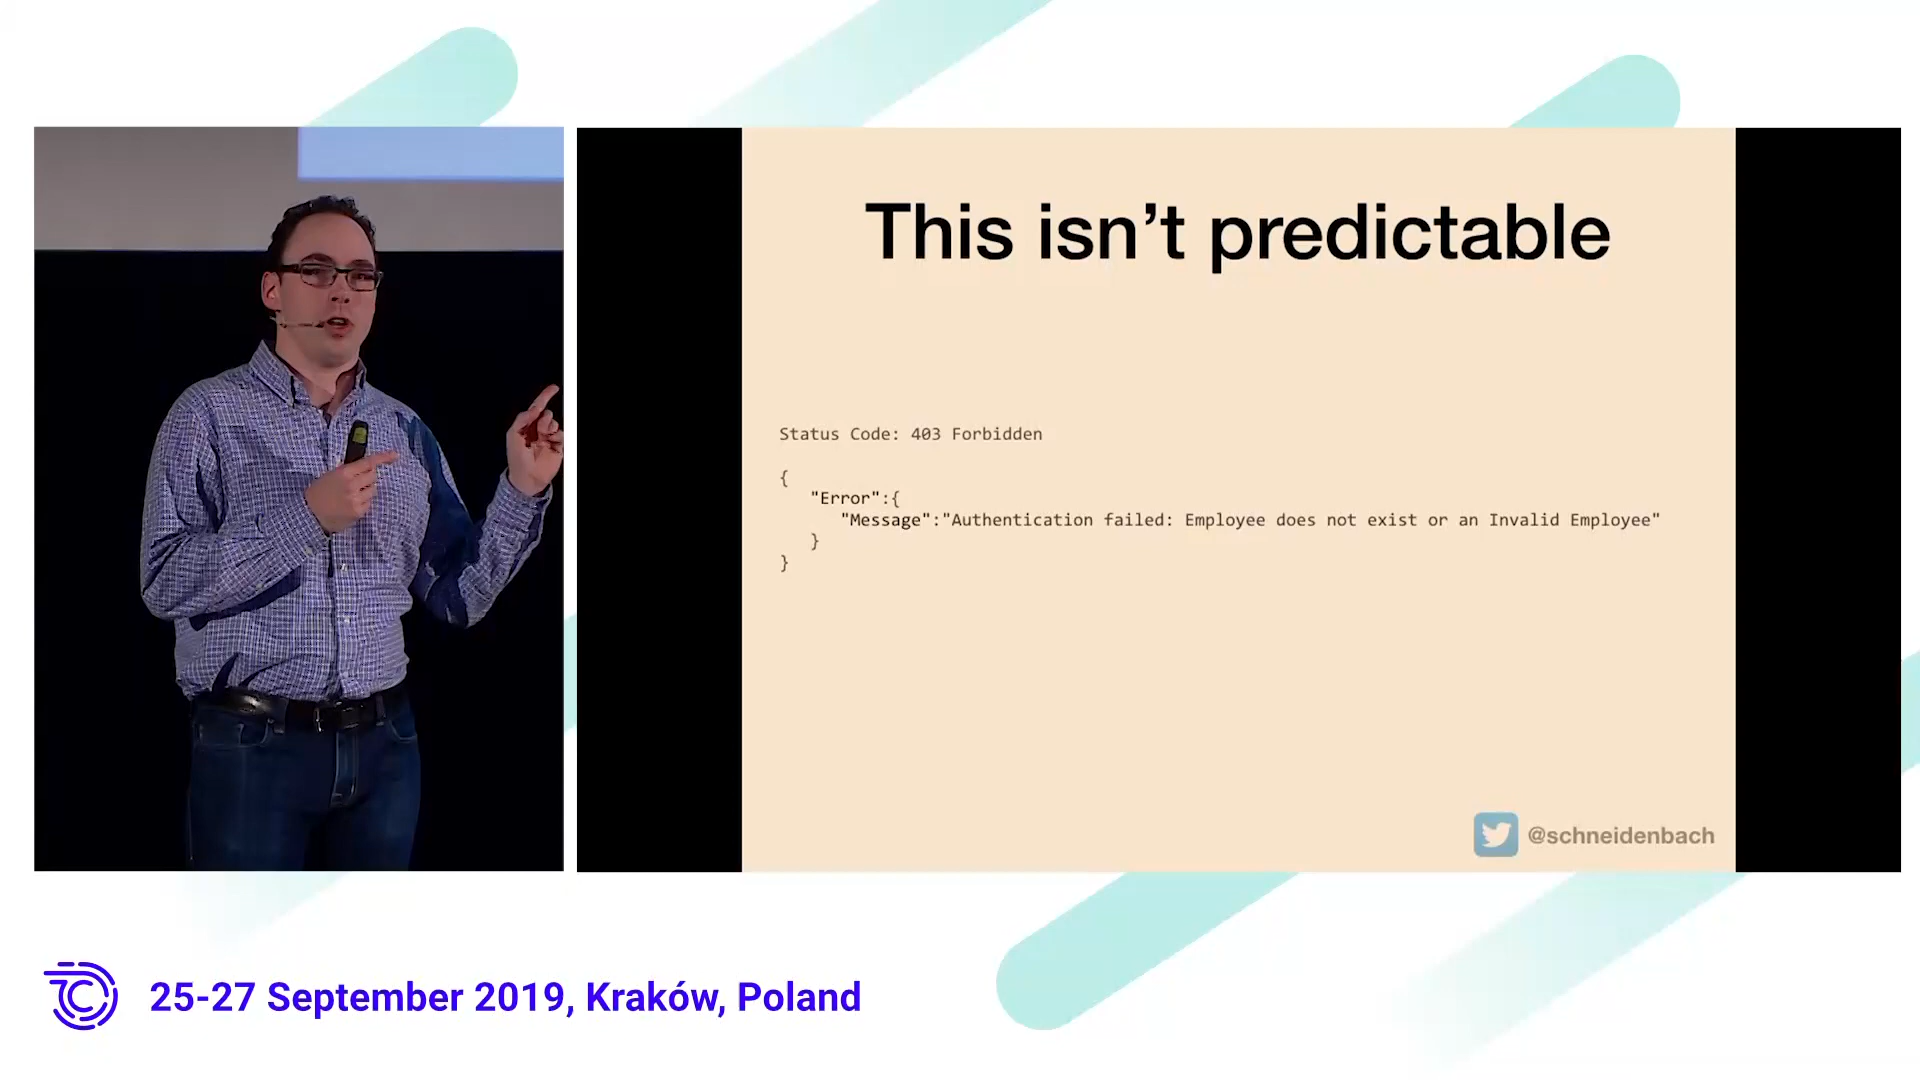 This isn’t predictable
Status Code: 403 Forbidden
{
"Error":{
"Message":"Authentication failed: Employee does not exist or an Invalid Employee"
}
}
@schneidenbach
25-27 September 2019, Kraków, Poland